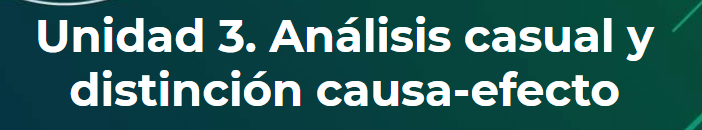 Unidad 3. Análisis casual y
distinción causa-efecto